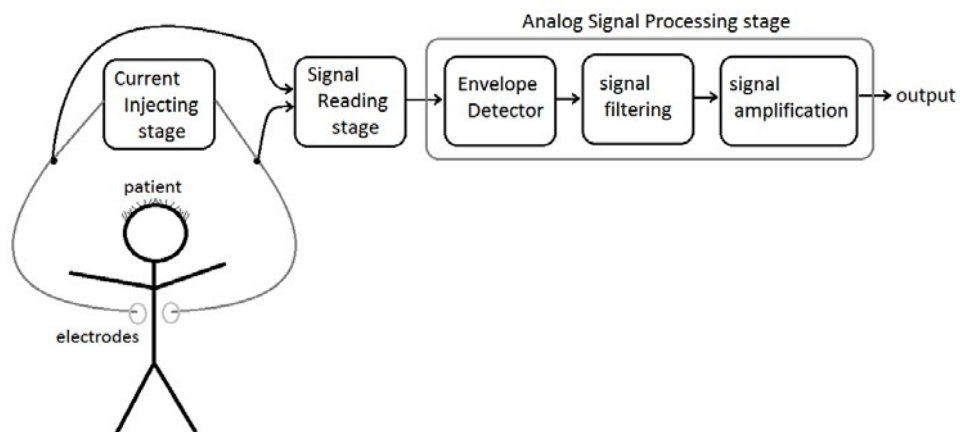 Analog Signal Processing stage
Current
Injecting
stage
Signal
Reading
stage
Envelope
Detector
signal
filtering
signal
amplification
output
patient
electrodes